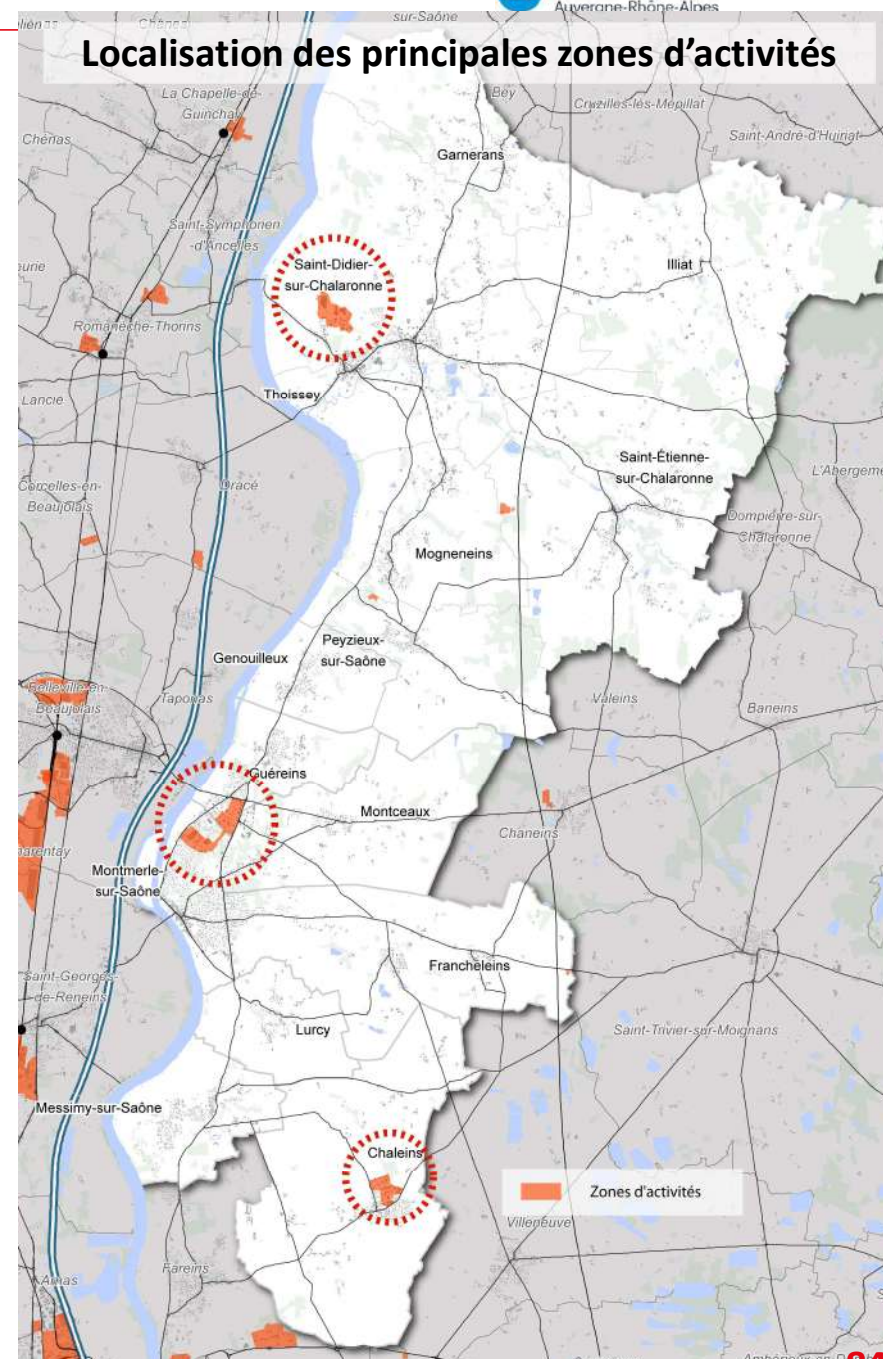 Auvergne-Rhône-Alpes
sur-Saône
Chénas
Localisation des principales zones d'activités
La Chapelle-de-
Guinchay
Bey
Cruzilles-lès-Mépillat
Chénas
Garnerans
Saint-André-d'Huiriat
Saint-Symphorien
-d'Ancelles
Saint-Didier-
sur-Chalaronne
Illiat
Romanèche-Thorins
Thoissey
Lancié
Saint-Étienne-
sur-Chalaronne
Corcelles-en-
Beaujolais
Dracé
Dompierre-sur-
Chalaronne
Mogneneins
Peyzieux-
sur-Saône
Genouilleux
Belleville-en-
Beaujolais
Taponas
Valeins
Baneins
Guéreins
Montceaux
Chaneins
Montmerle-
sur-Saône
Francheleins
Saint-Georges-
de-Reneins
Lurcy
Saint-Trivier-sur-Moignans
Messimy-sur-Saône
Chaleins
Zones d'activités
Villeneuve
Fareins
Arnas